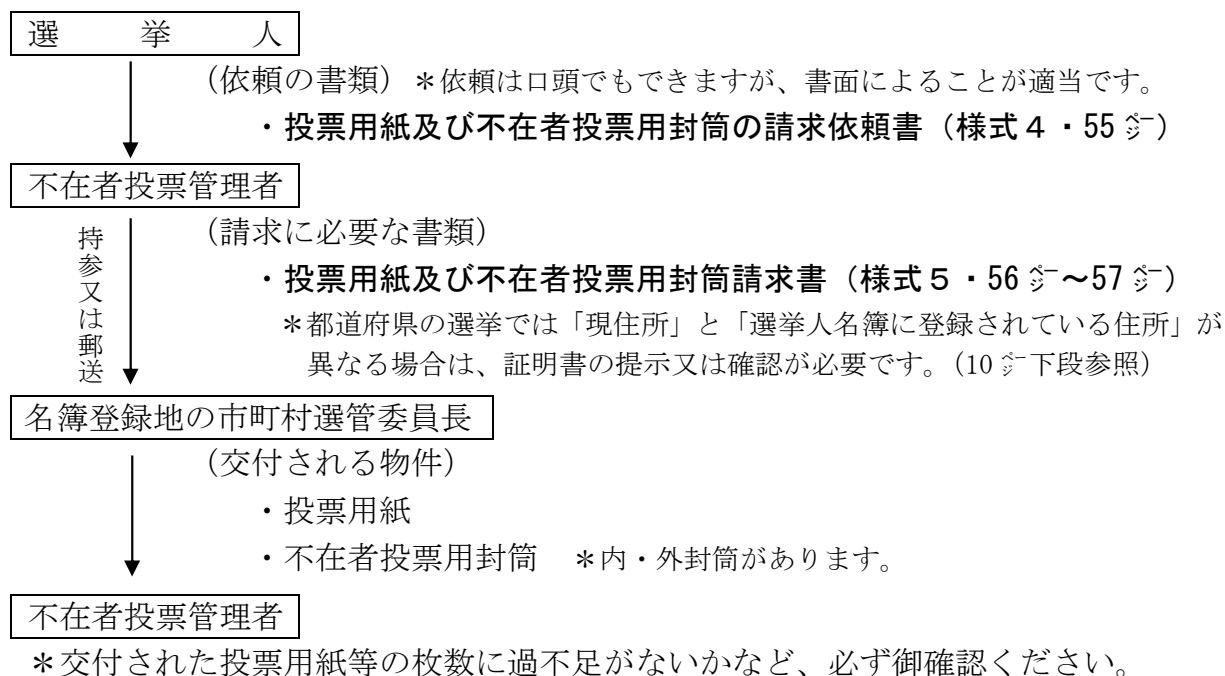 選　挙　人
(依頼の書類) ＊依頼は口頭でもできますが、書面によることが適当です。
・投票用紙及び不在者投票用封筒の請求依頼書（様式４・55㌻）
不在者投票管理者
持参又は郵送
(請求に必要な書類)
・投票用紙及び不在者投票用封筒請求書（様式５・56㌻～57㌻）
＊都道府県の選挙では「現住所」と「選挙人名簿に登録されている住所」が
異なる場合は、証明書の提示又は確認が必要です。(10㌻下段参照)
名簿登録地の市町村選管委員長
(交付される物件)
・投票用紙
・不在者投票用封筒　＊内・外封筒があります。
不在者投票管理者
＊交付された投票用紙等の枚数に過不足がないかなど、必ず御確認ください。